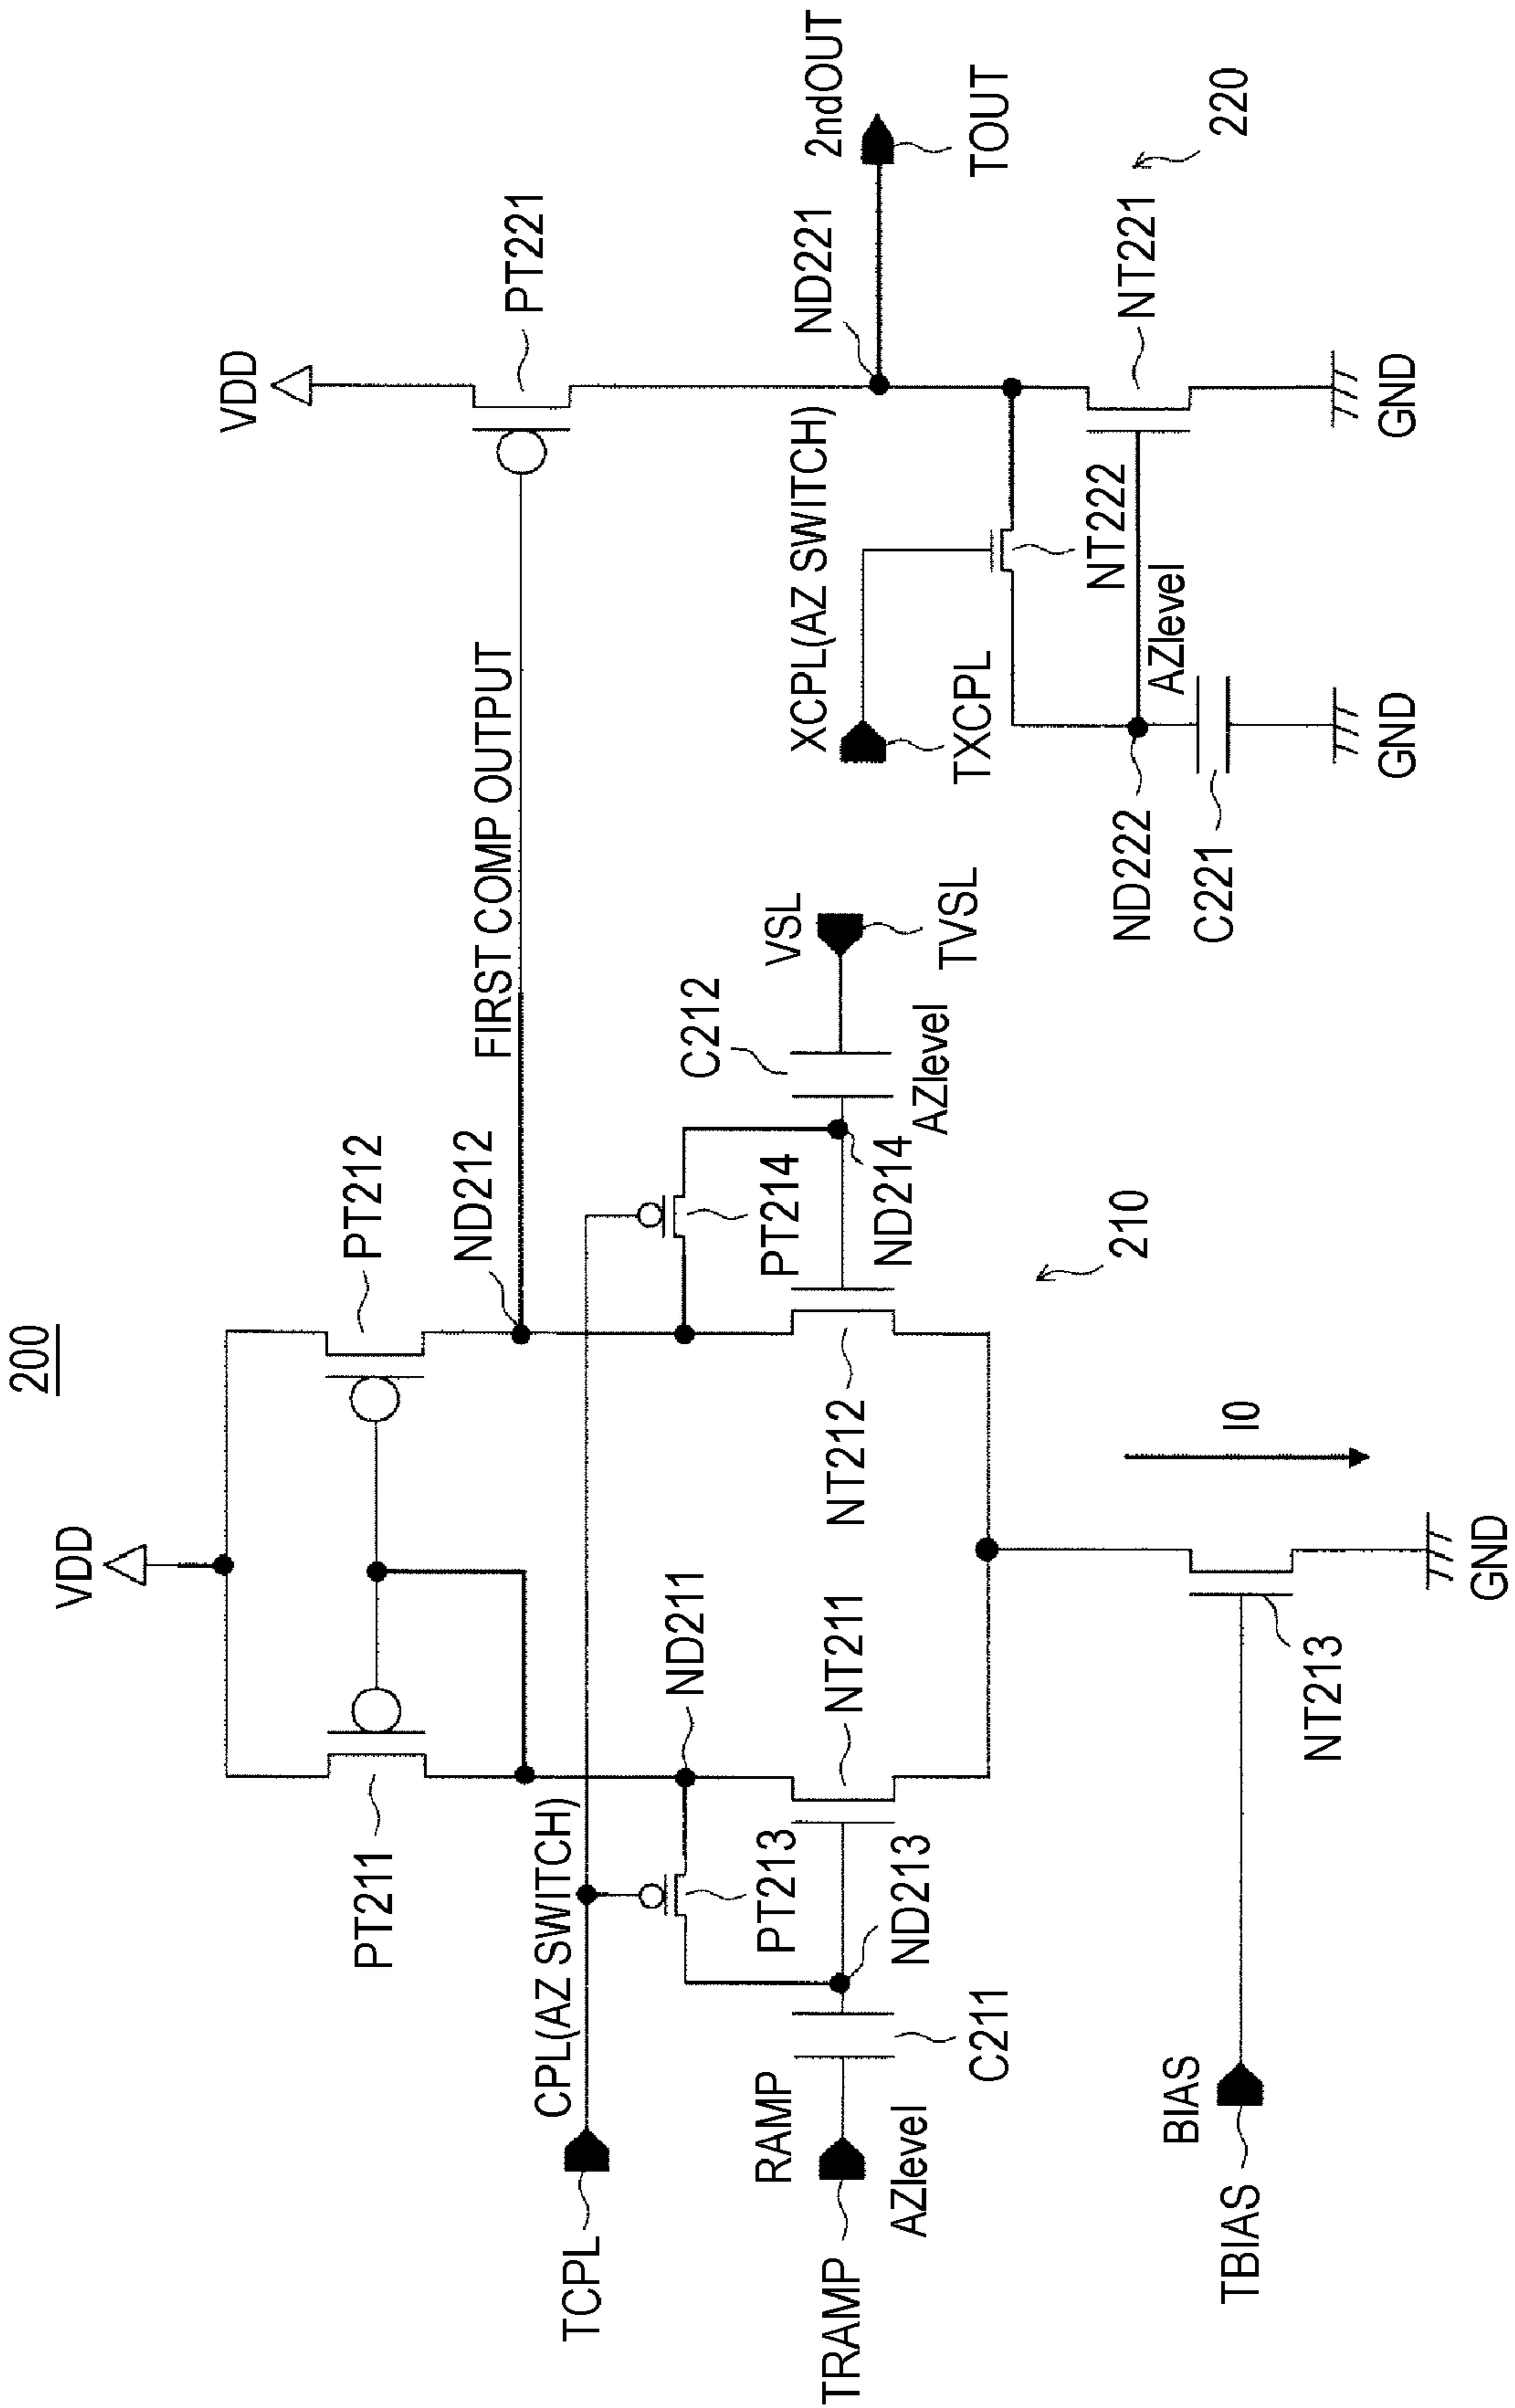 200
VDD
VDD
PT211
PT212
PT221
FIRST COMP OUTPUT
ND212
TCPL
CPL(AZ SWITCH)
ND211
PT213
PT214
C212
VSL
TVSL
XCPL(AZ SWITCH)
TXCPL
ND221
2ndOUT
TOUT
RAMP
TRAMP
AZlevel
C211
ND213
NT211
NT212
ND214
AZlevel
NT222
AZlevel
ND222
C221
NT221
220
210
I0
BIAS
TBIAS
NT213
GND
GND
GND